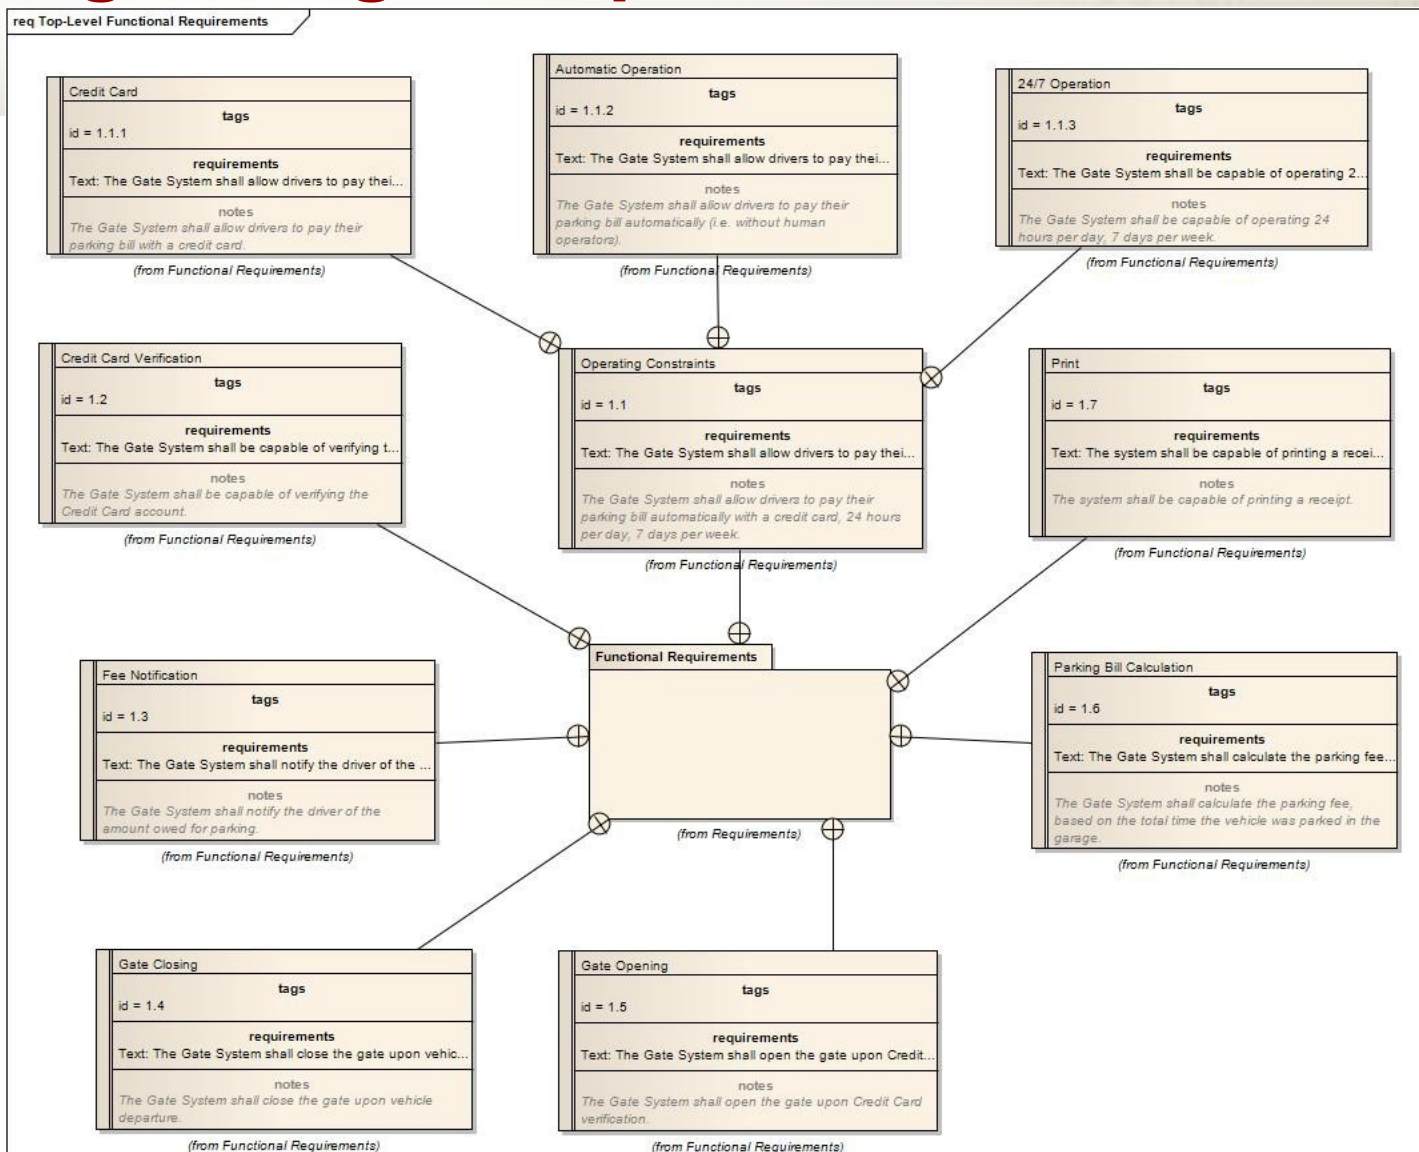 req Top-Level Functional Requirements
Credit Card
tags
id = 1.1.1
requirements
Text: The Gate System shall allow drivers to pay thei...
notes
The Gate System shall allow drivers to pay their
parking bill with a credit card.
(from Functional Requirements)
Automatic Operation
tags
id = 1.1.2
requirements
Text: The Gate System shall allow drivers to pay thei...
notes
The Gate System shall allow drivers to pay their
parking bill automatically (i.e. without human
operators).
(from Functional Requirements)
24/7 Operation
tags
id = 1.1.3
requirements
Text: The Gate System shall be capable of operating 2...
notes
The Gate System shall be capable of operating 24
hours per day, 7 days per week.
(from Functional Requirements)
Credit Card Verification
tags
id = 1.2
requirements
Text: The Gate System shall be capable of verifying t...
notes
The Gate System shall be capable of verifying the
Credit Card account.
(from Functional Requirements)
Operating Constraints
tags
id = 1.1
requirements
Text: The Gate System shall allow drivers to pay thei...
notes
The Gate System shall allow drivers to pay their
parking bill automatically with a credit card, 24 hours
per day, 7 days per week.
(from Functional Requirements)
Print
tags
id = 1.7
requirements
Text: The system shall be capable of printing a recei...
notes
The system shall be capable of printing a receipt.
(from Functional Requirements)
Fee Notification
tags
id = 1.3
requirements
Text: The Gate System shall notify the driver of the ...
notes
The Gate System shall notify the driver of the
amount owed for parking.
(from Functional Requirements)
Functional Requirements
(from Requirements)
Parking Bill Calculation
tags
id = 1.6
requirements
Text: The Gate System shall calculate the parking fee...
notes
The Gate System shall calculate the parking fee,
based on the total time the vehicle was parked in the
garage.
(from Functional Requirements)
Gate Closing
tags
id = 1.4
requirements
Text: The Gate System shall close the gate upon vehic...
notes
The Gate System shall close the gate upon vehicle
departure.
(from Functional Requirements)
Gate Opening
tags
id = 1.5
requirements
Text: The Gate System shall open the gate upon Credit...
notes
The Gate System shall open the gate upon Credit Card
verification.
(from Functional Requirements)